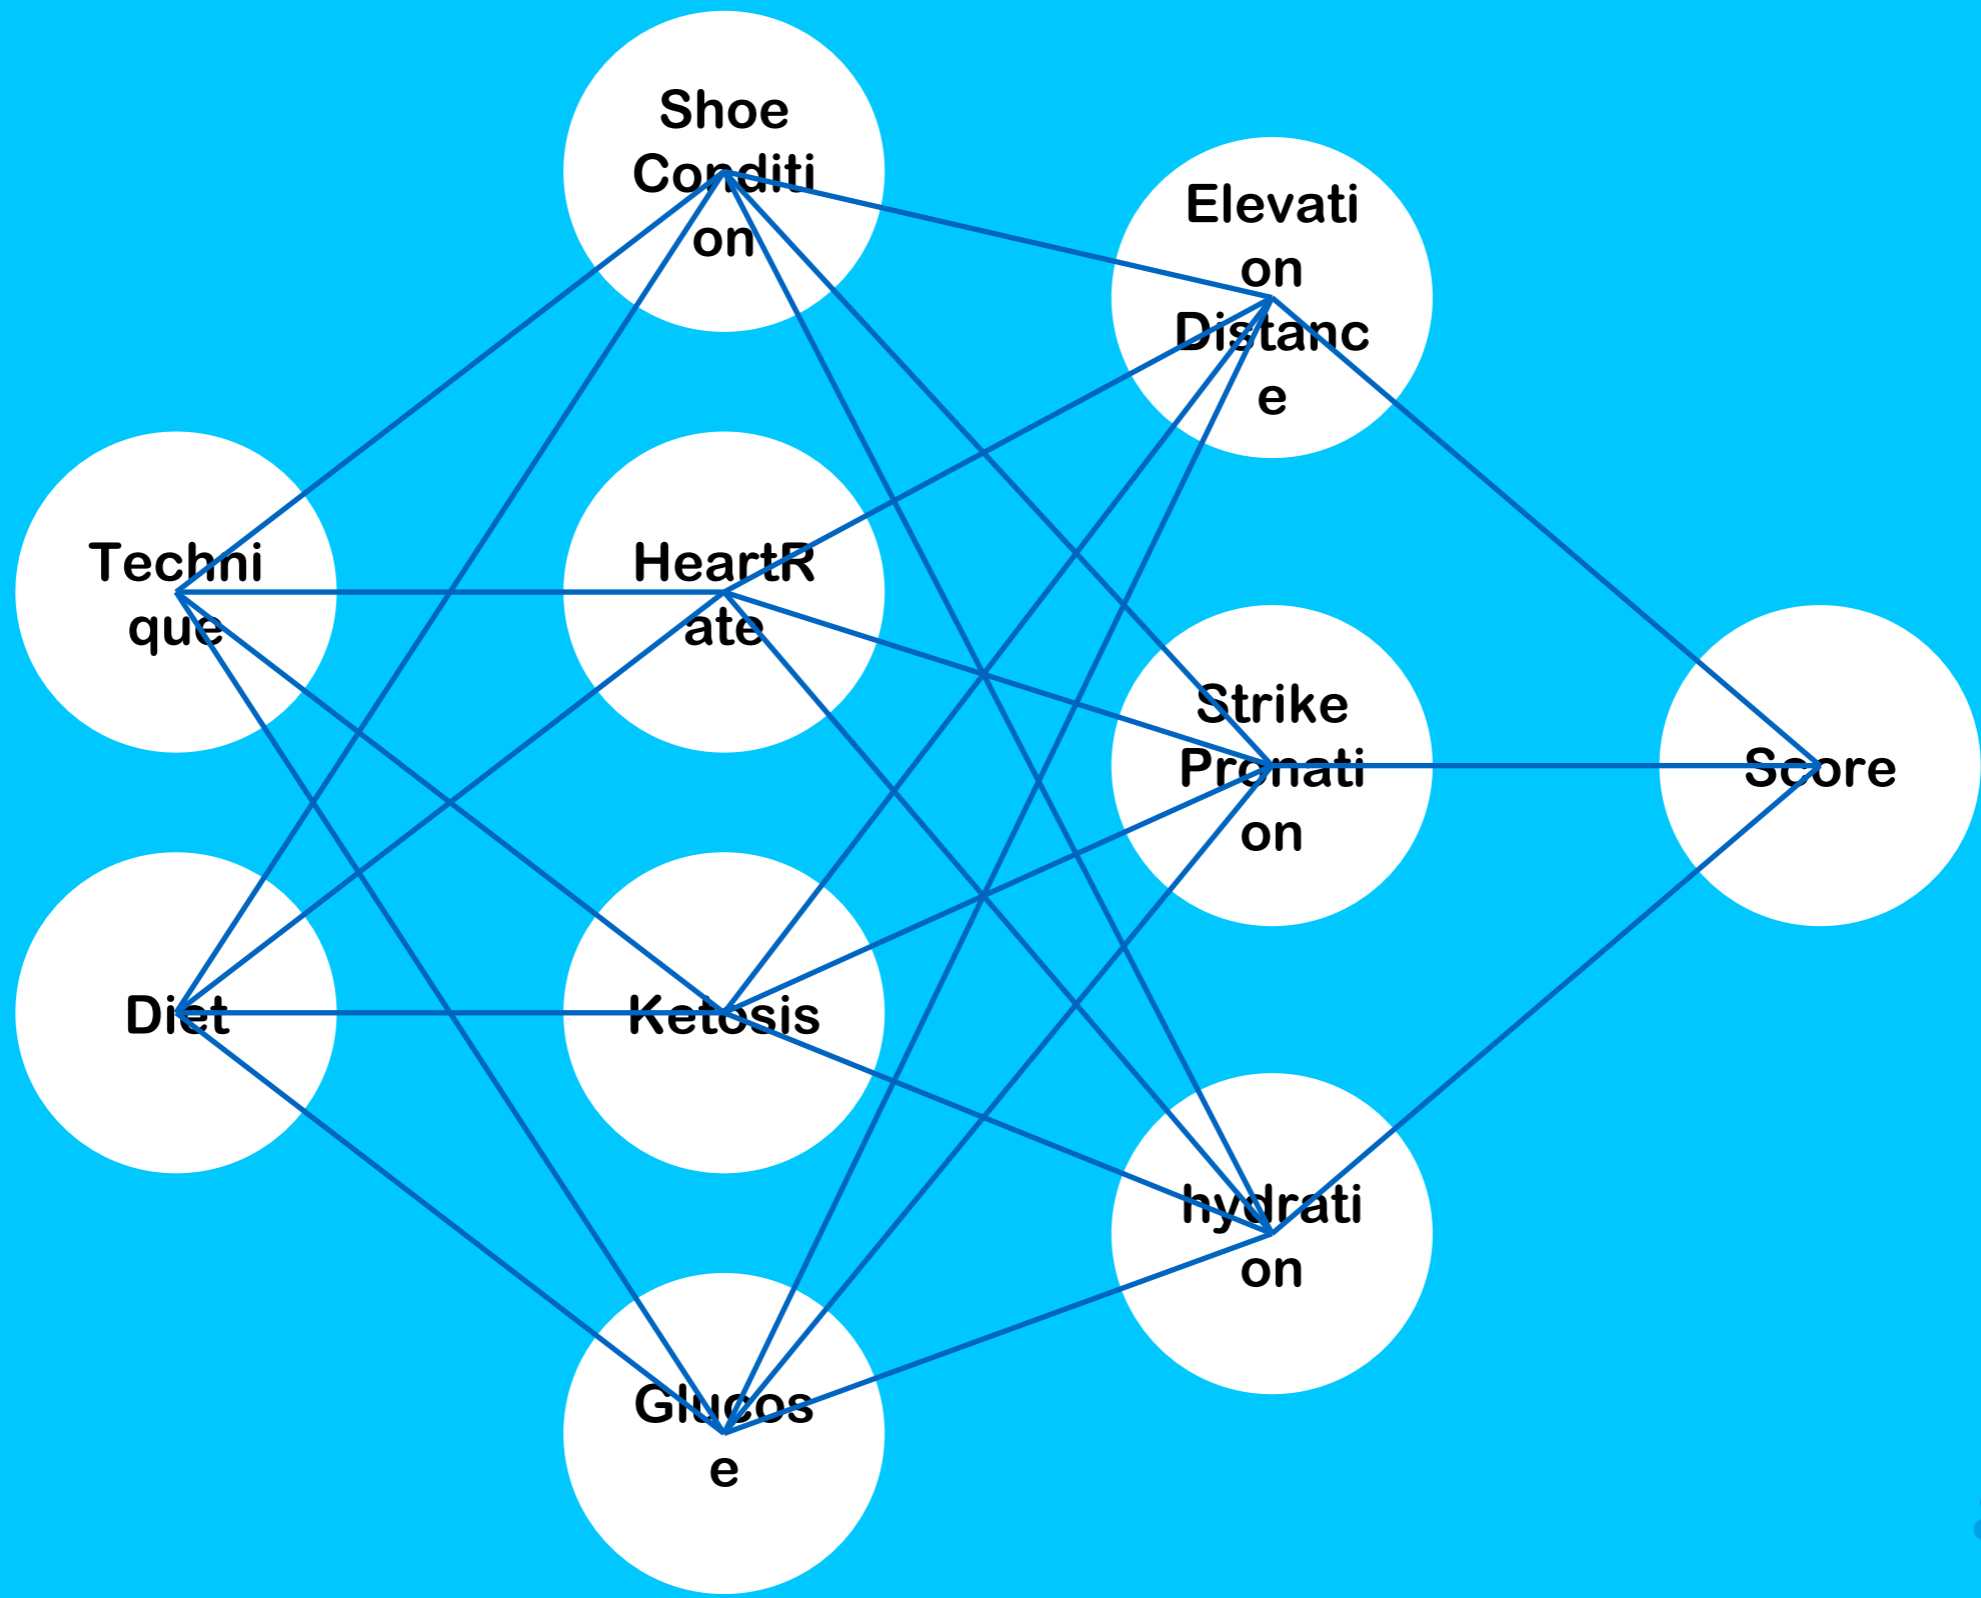 Shoe
Conditi
on
Elevati
on
Distanc
e
Techni
que
HeartR
ate
Strike
Pronati
on
Score
Diet
Ketosis
hydrati
on
Glucos
e